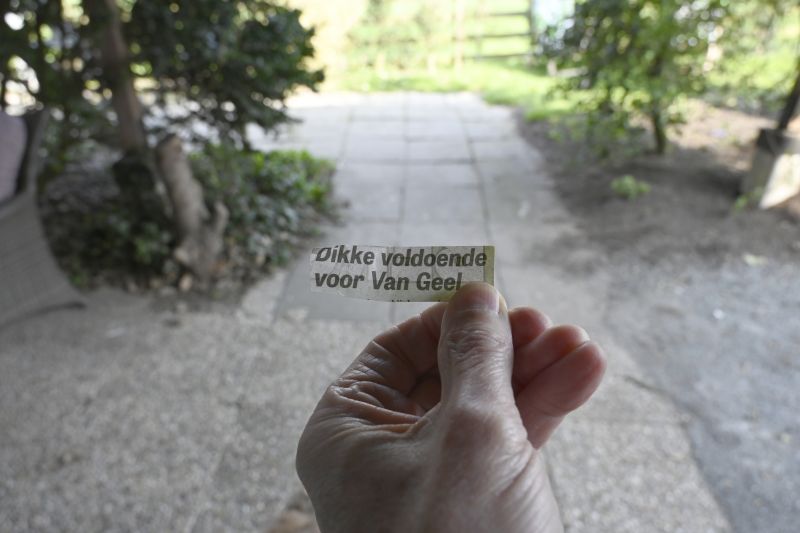 Dikke voldoende
voor Van Geel